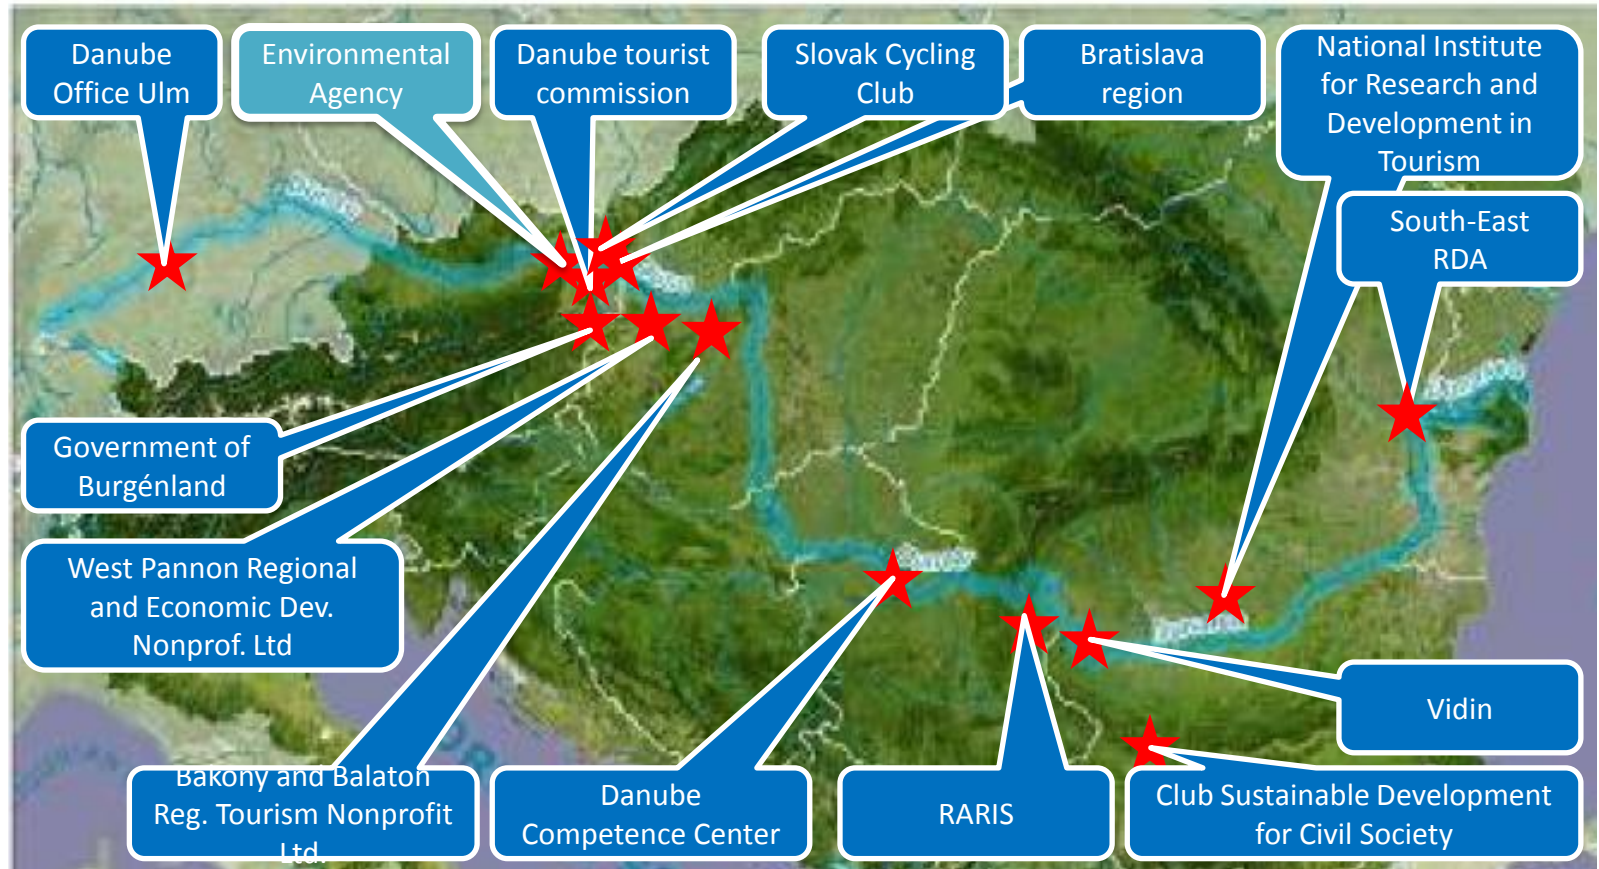 Danube
Office Ulm
Environmental
Agency
Danube tourist
commission
Slovak Cycling
Club
Bratislava
region
National Institute
for Research and
Development in
Tourism
South-East
RDA
Government of
Burgénland
West Pannon Regional
and Economic Dev.
Nonprof. Ltd
Vidin
Bakony and Balaton
Reg. Tourism Nonprofit
Ltd.
Danube
Competence Center
RARIS
Club Sustainable Development
for Civil Society